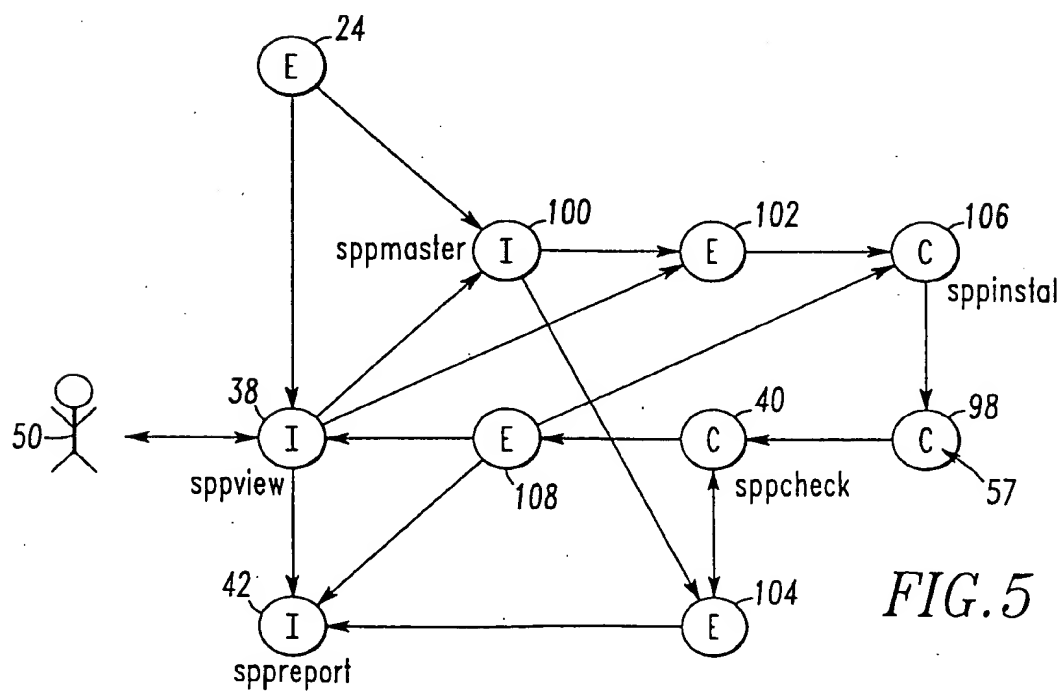 24
E
100
102
106
sppmaster
I
E
C
sppinstal
38
40
98
50
I
E
C
C
sppview
108
sppcheck
57
42
104
I
E
FIG.5
sppreport